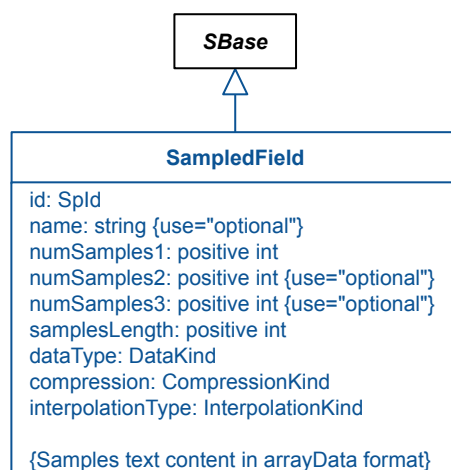 SBase
SampledField
id: SpId
name: string {use="optional"}
numSamples1: positive int
numSamples2: positive int {use="optional"}
numSamples3: positive int {use="optional"}
samplesLength: positive int
dataType: DataKind
compression: CompressionKind
interpolationType: InterpolationKind
{Samples text content in arrayData format}